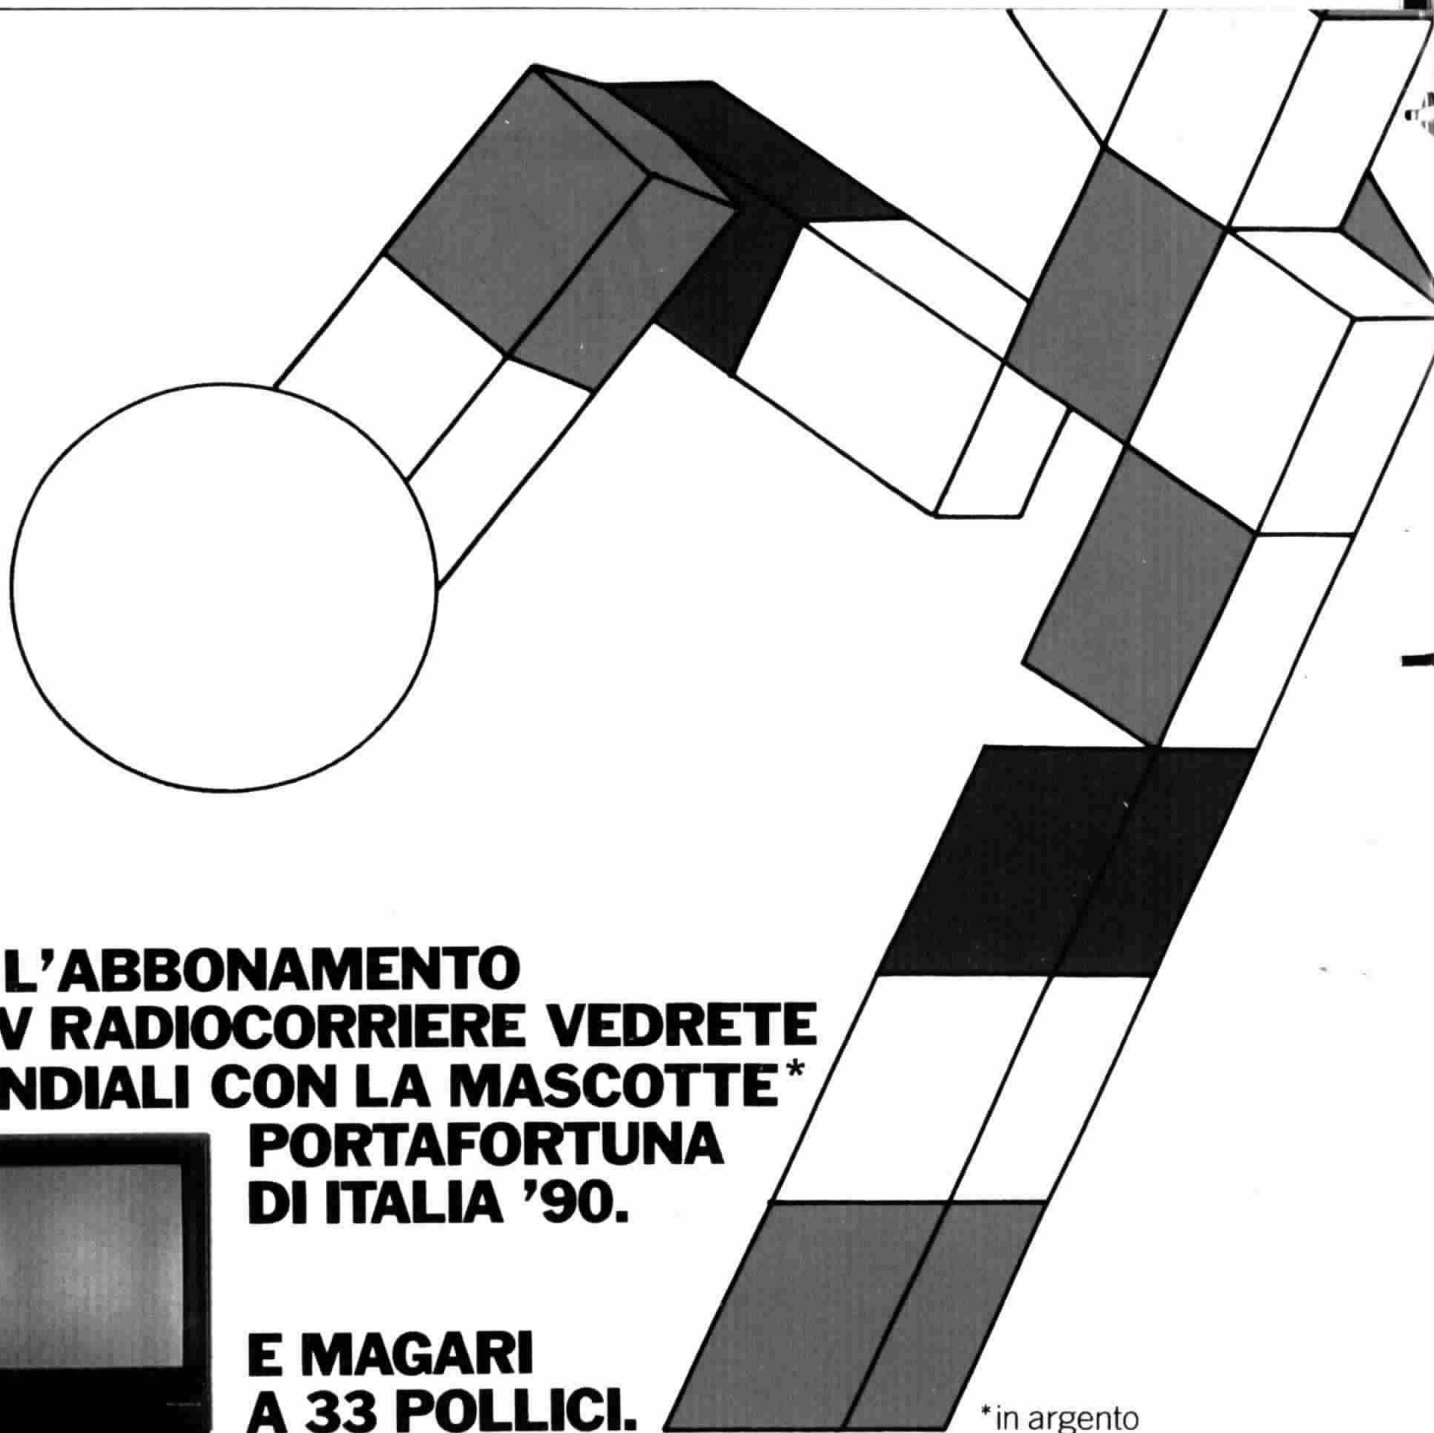 L'ABBONAMENTO
V RADIOCORRIERE VEDRETE
NDIALI CON LA MASCOTTE*
PORTAFORTUNA
DI ITALIA '90.
E MAGARI
A 33 POLLICI.
*in argento